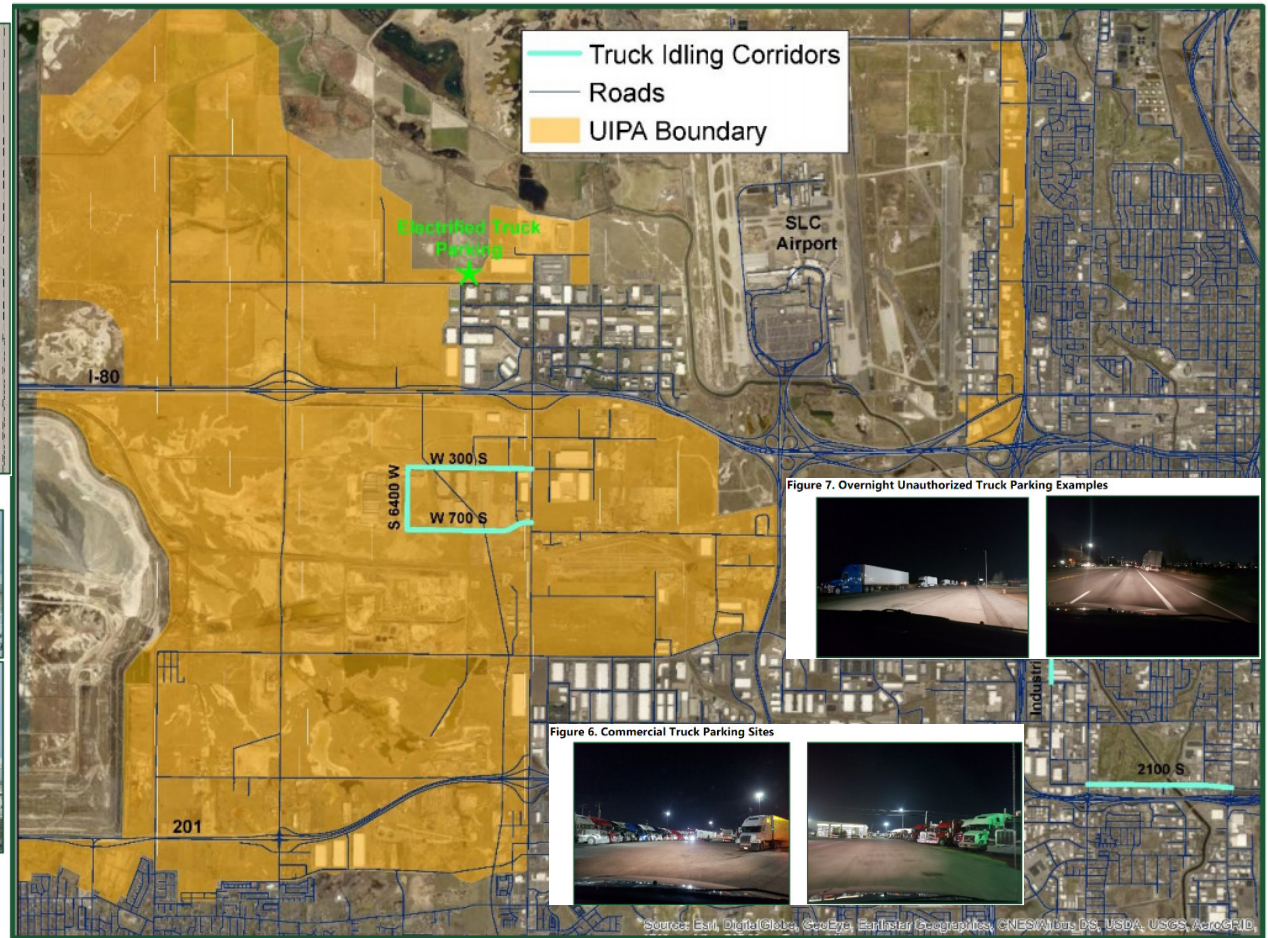 Truck Idling Corridors
Roads
UIPA Boundary
Electrified Truck
Parking
SLC
Airport
I-80
W 300 S
S 6400 W
W 700 S
Figure 7. Overnight Unauthorized Truck Parking Examples
Industri
Figure 6. Commercial Truck Parking Sites
2100 S
201
Source: Esri, DigitalGlobe, GeoEye, Earthstar Geographics, CNES/Airbus DS, USDA, USGS, AeroGRID,